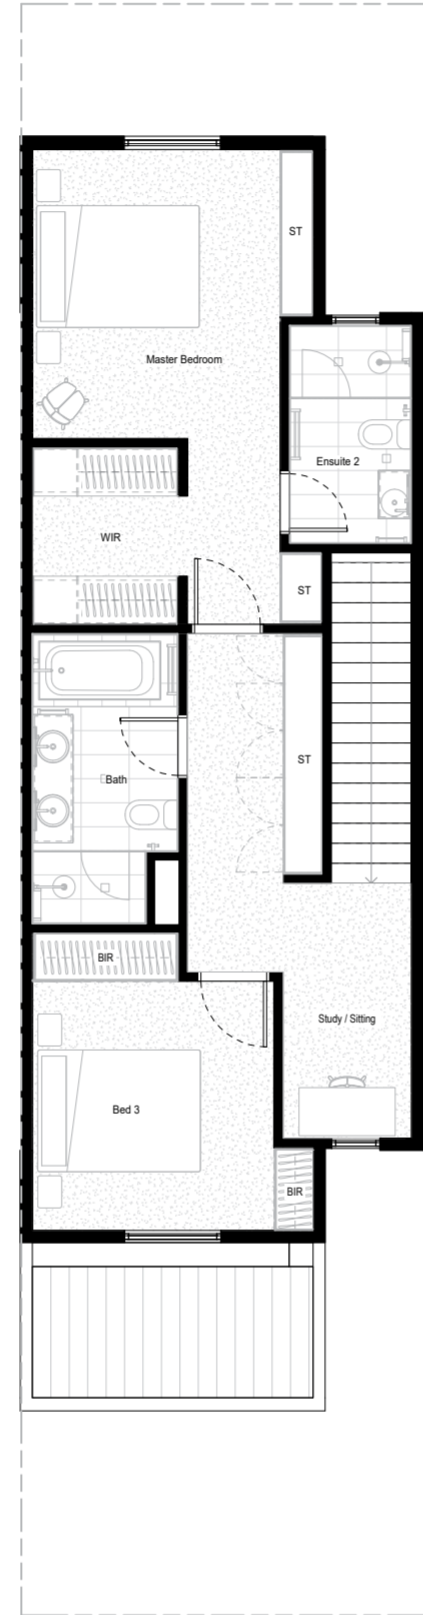 ST
Master Bedroom
Ensuite 2
WIR
ST
ST
Bath
BIR
Study / Sitting
Bed 3
BIR